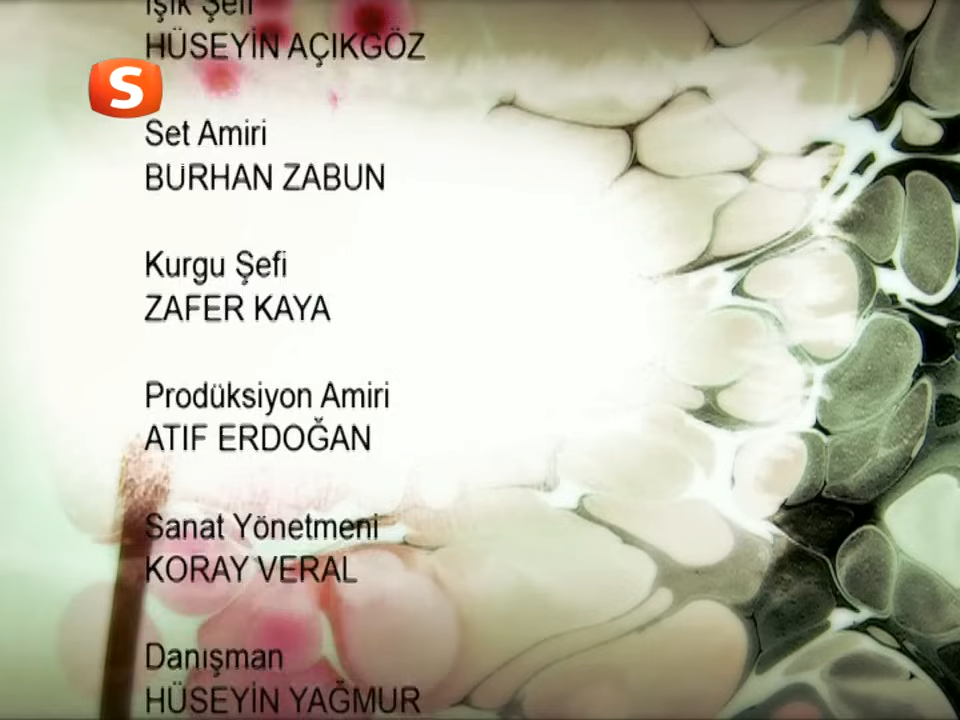 Işık Şefi
HÜSEYİN AÇIKGÖZ
S
Set Amiri
BURHAN ZABUN
Kurgu Şefi
ZAFER KAYA
Prodüksiyon Amiri
ATIF ERDOĞAN
Sanat Yönetmeni
KORAY VERAL
Danışman
HÜSEYİN YAĞMUR